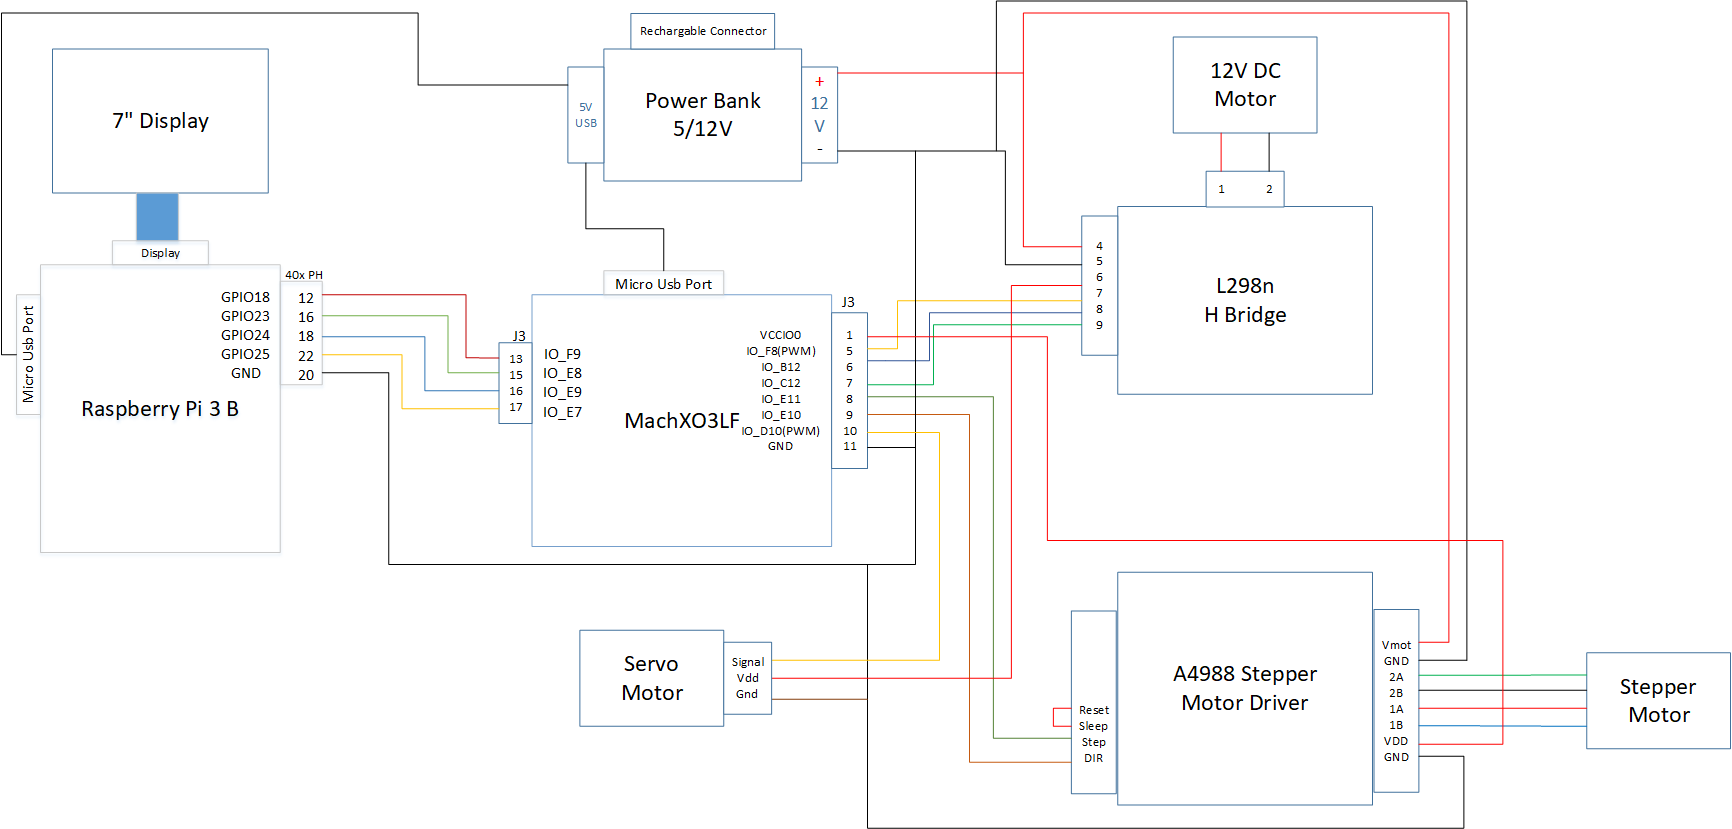 Rechargable Connector
7" Display
5V
USB
Power Bank
5/12V
+
12
V
-
12V DC
Motor
1 2
Display
Micro Usb Port
40x PH
GPIO18 12
GPIO23 16
GPIO24 18
GPIO25 22
GND 20
Raspberry Pi 3 B
Micro Usb Port
J3
13 IO_F9
15 IO_E8
16 IO_E9
17 IO_E7
MachXO3LF
J3
VCCIO0 1
IO_F8(PWM) 5
IO_B12 6
IO_C12 7
IO_E11 8
IO_E10 9
IO_D10(PWM) 10
GND 11
4
5
6
7
8
9
L298n
H Bridge
Servo
Motor
Signal
Vdd
Gnd
Reset
Sleep
Step
DIR
A4988 Stepper
Motor Driver
Vmot
GND
2A
2B
1A
1B
VDD
GND
Stepper
Motor